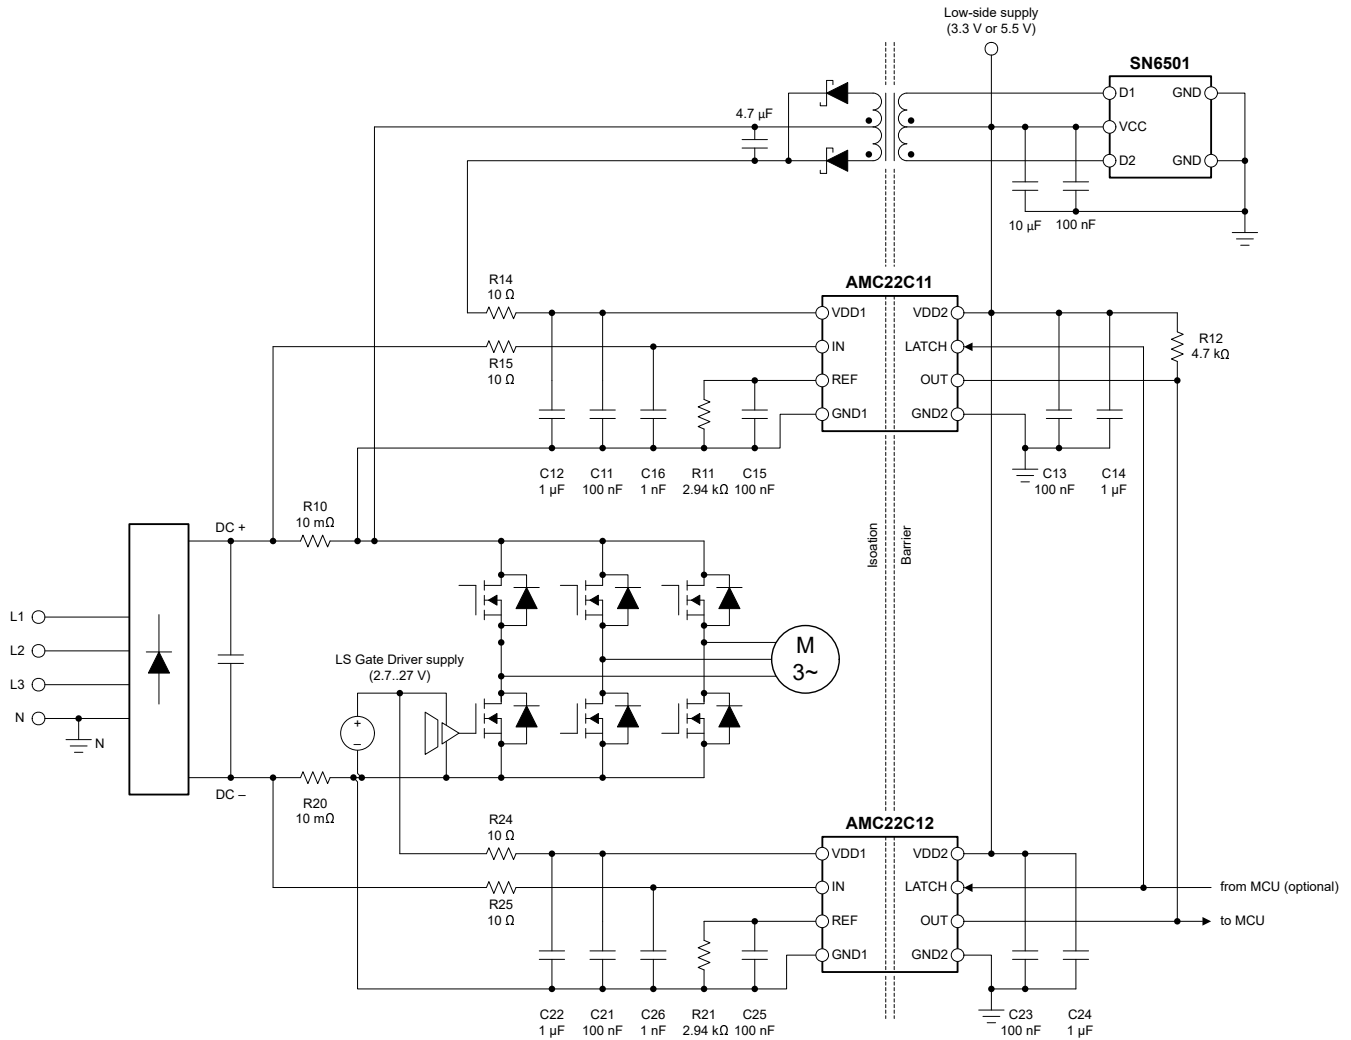 Low-side supply
(3.3 V or 5.5 V)
SN6501
D1
GND
VCC
D2
GND
4.7 µF
10 µF
100 nF
AMC22C11
R14
10 Ω
VDD1
VDD2
IN
LATCH
R15
10 Ω
R12
4.7 kΩ
REF
OUT
GND1
GND2
C12
1 µF
C11
100 nF
C16
1 nF
R11
2.94 kΩ
C15
100 nF
C13
100 nF
C14
1 µF
R10
10 mΩ
DC +
Isoation
Barrier
L1
L2
L3
N
N
M
3~
LS Gate Driver supply
(2.7..27 V)
+
−
DC –
R20
10 mΩ
AMC22C12
R24
10 Ω
VDD1
VDD2
IN
LATCH
from MCU (optional)
R25
10 Ω
REF
OUT
to MCU
GND1
GND2
C22
1 µF
C21
100 nF
C26
1 nF
R21
2.94 kΩ
C25
100 nF
C23
100 nF
C24
1 µF